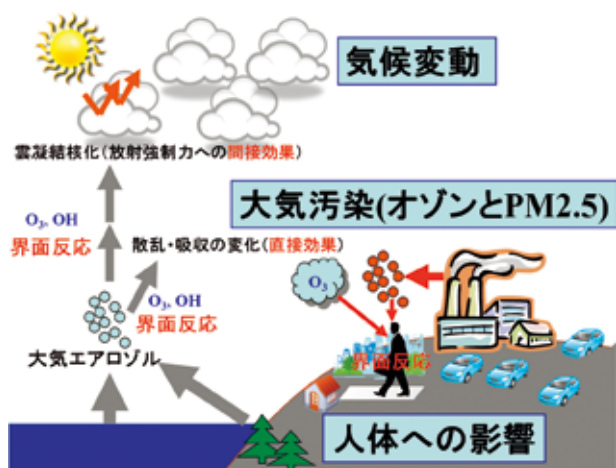 気候変動
雲凝結核化(放射強制力への間接効果)
大気汚染(オゾンとPM2.5)
O3, OH
界面反応
散乱・吸収の変化(直接効果)
O3, OH
界面反応
O3
大気エアロゾル
界面反応
人体への影響